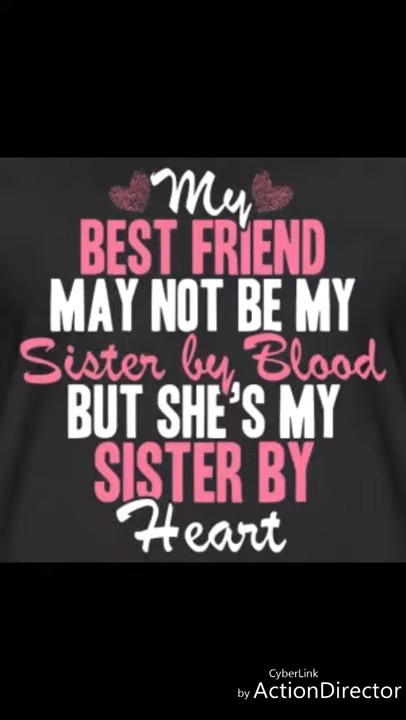 My
BEST FRIEND
MAY NOT BE MY
Sister by Blood
BUT SHE'S MY
SISTER BY
Heart
CyberLink
by ActionDirector